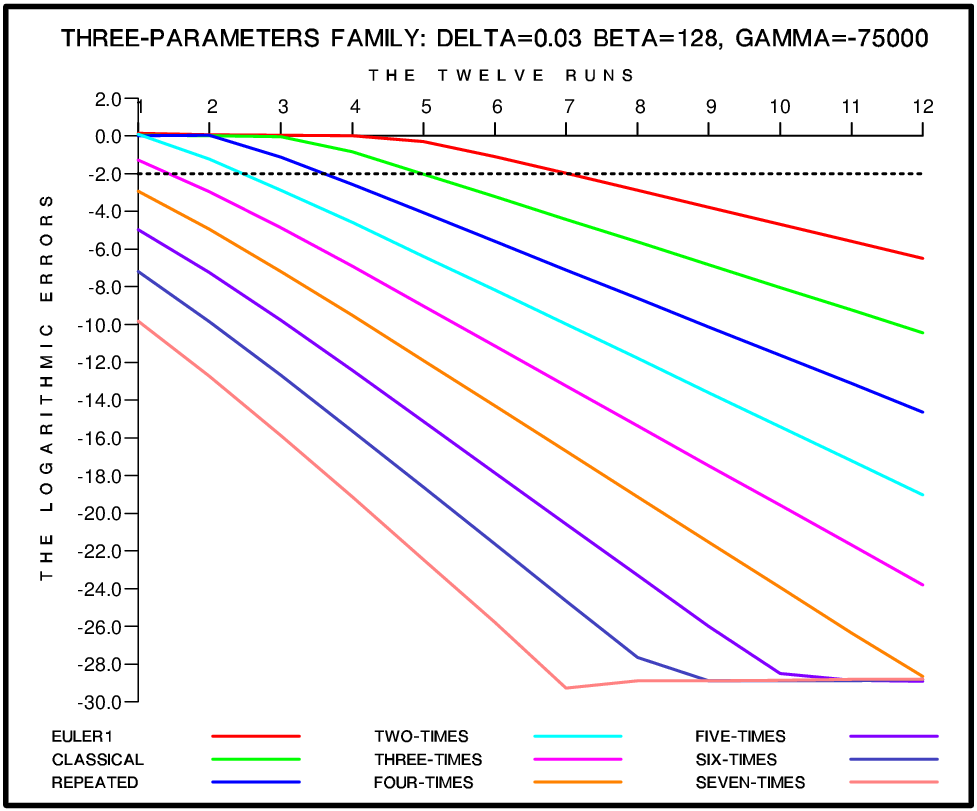 THREE-PARAMETERS FAMILY: DELTA=0.03 BETA=128, GAMMA=-75000
THE TWELVE RUNS
1 2 3 4 5 6 7 8 9 10 11 12
THE LOGARITHMIC ERRORS
2.0
0.0
-2.0
-4.0
-6.0
-8.0
-10.0
-12.0
-14.0
-16.0
-18.0
-20.0
-22.0
-24.0
-26.0
-28.0
-30.0
EULER1 TWO-TIMES FIVE-TIMES
CLASSICAL THREE-TIMES SIX-TIMES
REPEATED FOUR-TIMES SEVEN-TIMES